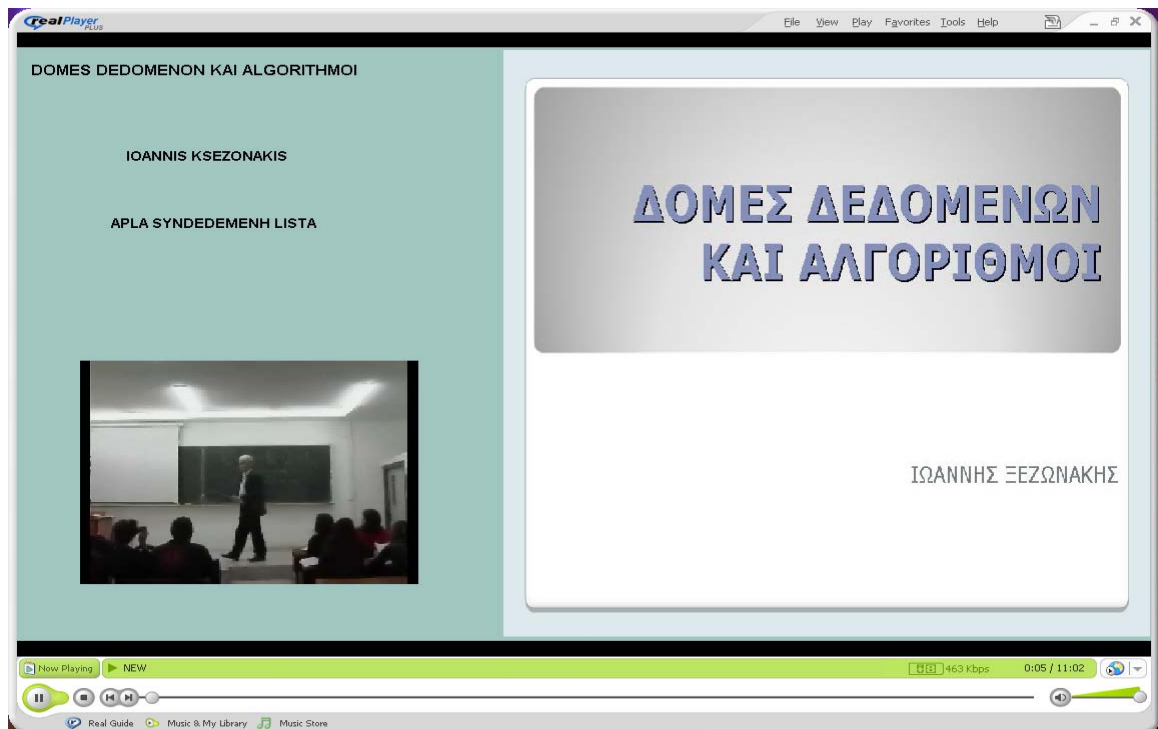 realPlayer PLUS
File View Play Favorites Tools Help
DOMES DEDOMENON KAI ALGORITHMOI
IOANNIS KSEZONAKIS
APLA SYNDEDEMENH LISTA
ΔΟΜΕΣ ΔΕΔΟΜΕΝΩΝ
ΚΑΙ ΑΛΓΟΡΙΘΜΟΙ
ΙΩΑΝΝΗΣ ΞΕΖΩΝΑΚΗΣ
Now Playing NEW 463 Kbps 0:05 / 11:02
Real Guide Music & My Library Music Store